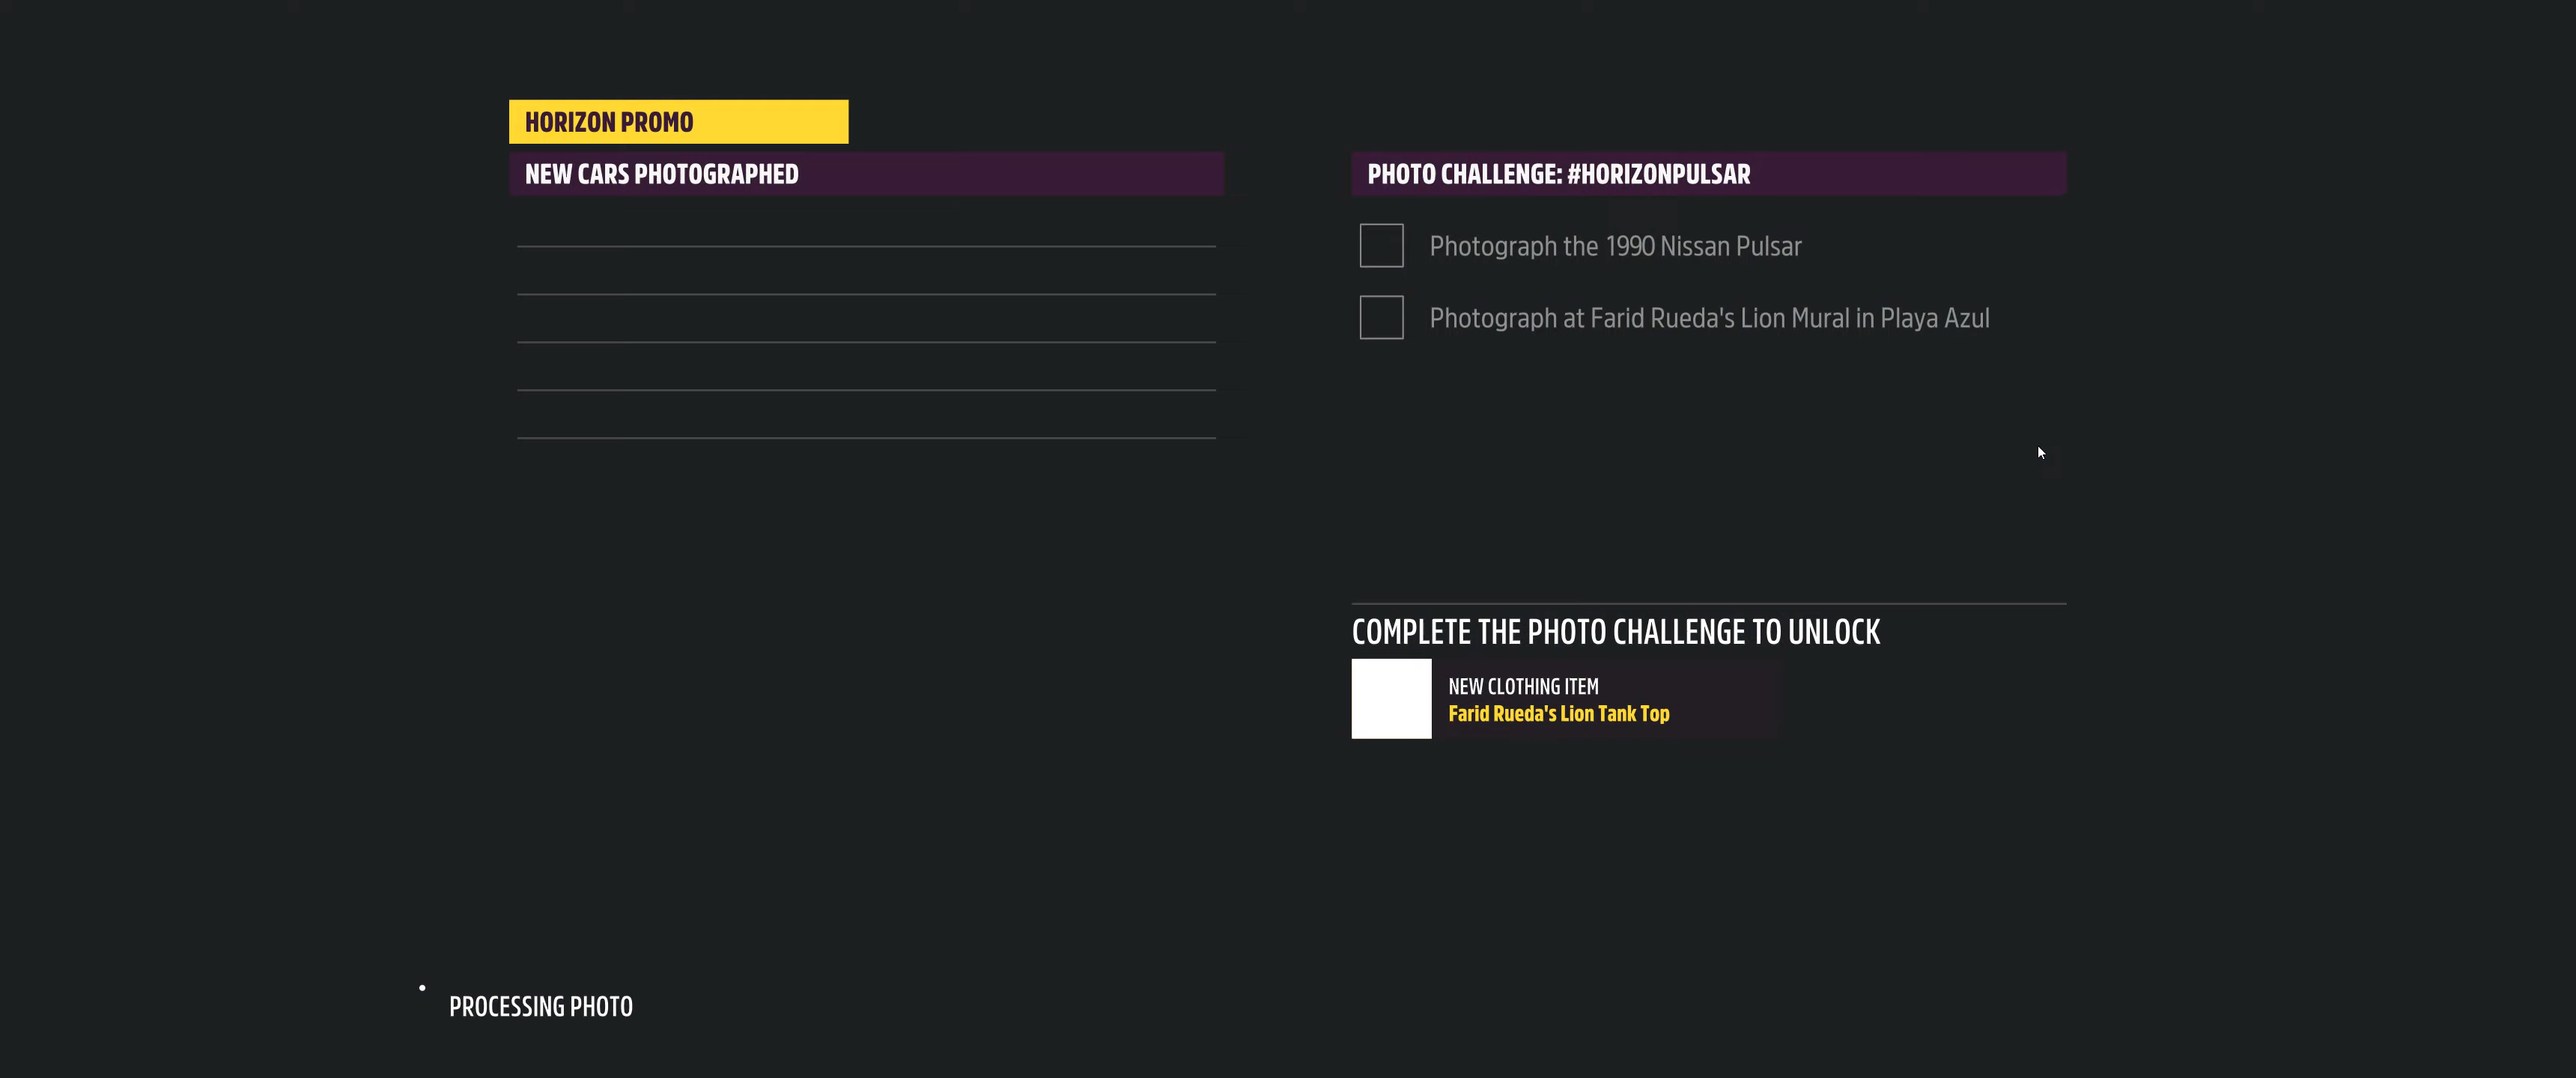 HORIZON PROMO
NEW CARS PHOTOGRAPHED
PHOTO CHALLENGE: #HORIZONPULSAR
Photograph the 1990 Nissan Pulsar
Photograph at Farid Rueda's Lion Mural in Playa Azul
COMPLETE THE PHOTO CHALLENGE TO UNLOCK
NEW CLOTHING ITEM
Farid Rueda's Lion Tank Top
PROCESSING PHOTO